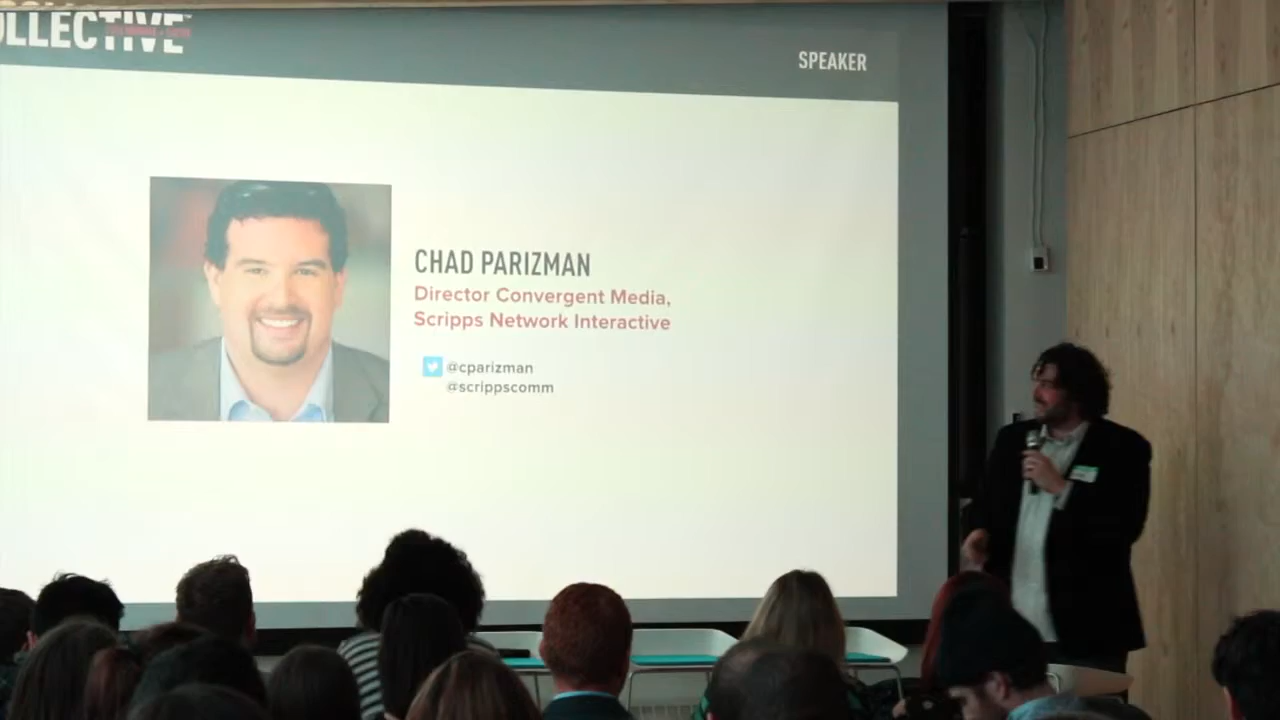 OLLECTIVE
SPEAKER
CHAD PARIZMAN
Director Convergent Media,
Scripps Network Interactive
@cparizman
@scrippscomm